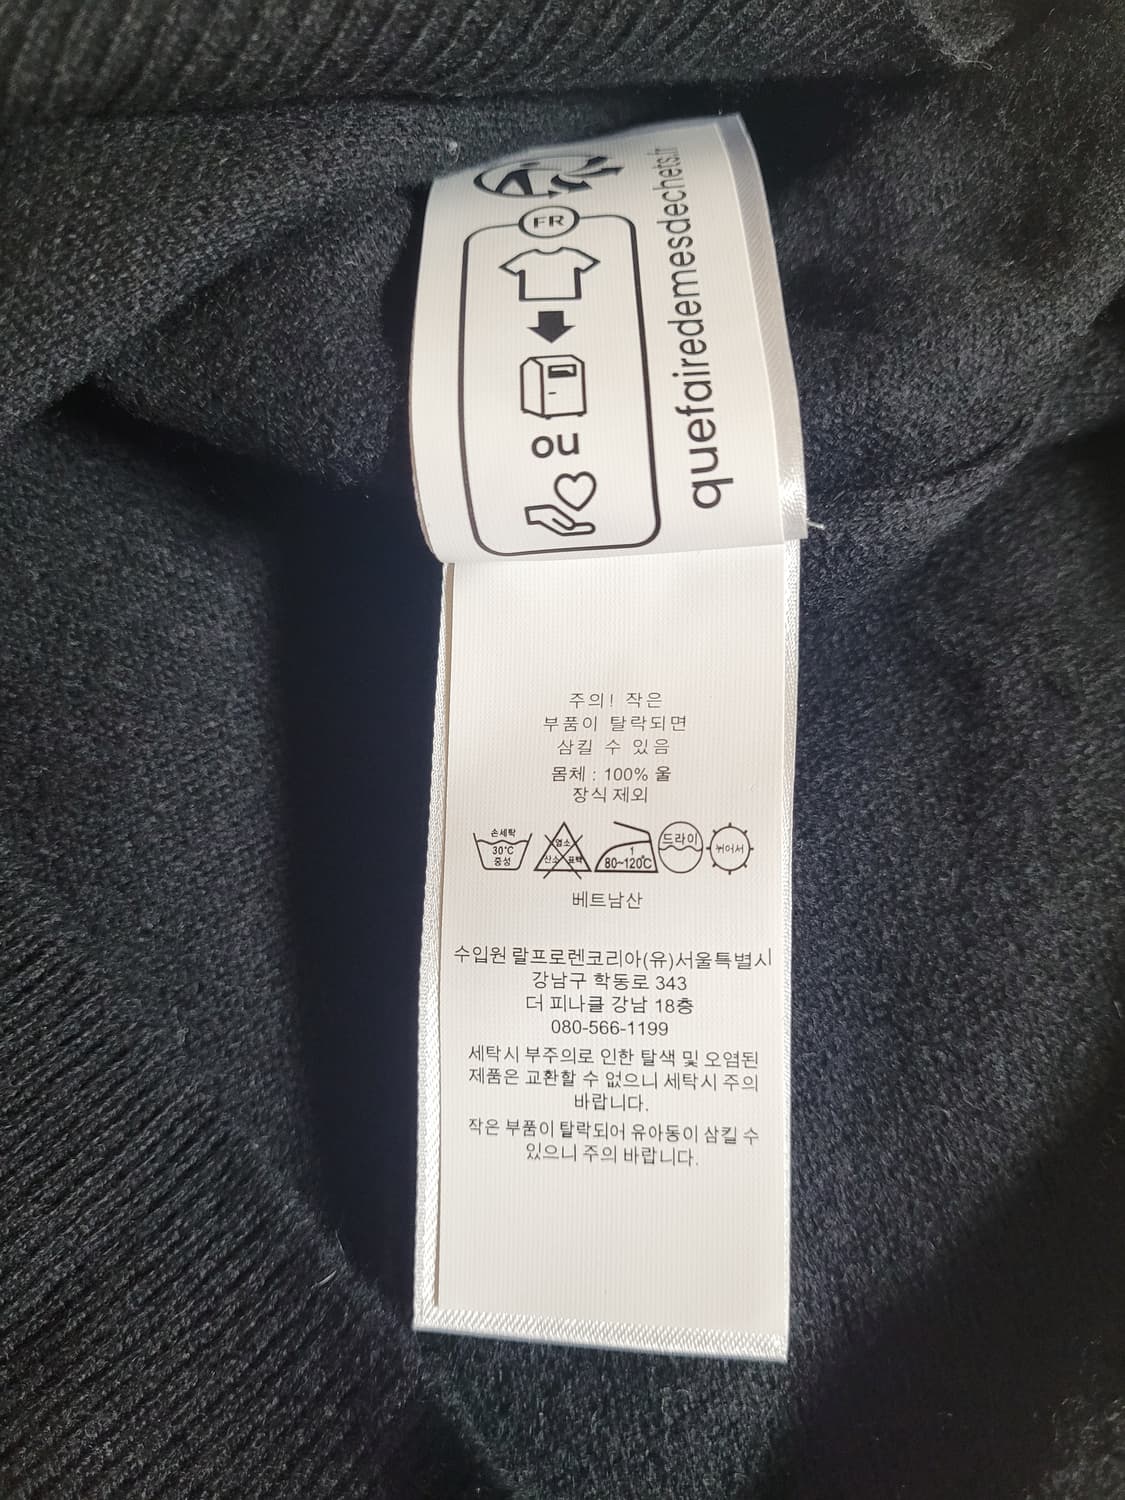 FR
ou
quefairedemesdechets.fr
주의! 작은
부품이 탈락되면
삼킬 수 있음
몸체 : 100% 울
장식 제외
손세탁
30°C
중성
염소
산소 표백
1
80~120°C
드라이
뉘어서
베트남산
수입원 랄프로렌코리아(유)서울특별시
강남구 학동로 343
더 피나클 강남 18층
080-566-1199
세탁시 부주의로 인한 탈색 및 오염된
제품은 교환할 수 없으니 세탁시 주의
바랍니다.
작은 부품이 탈락되어 유아동이 삼킬 수
있으니 주의 바랍니다.